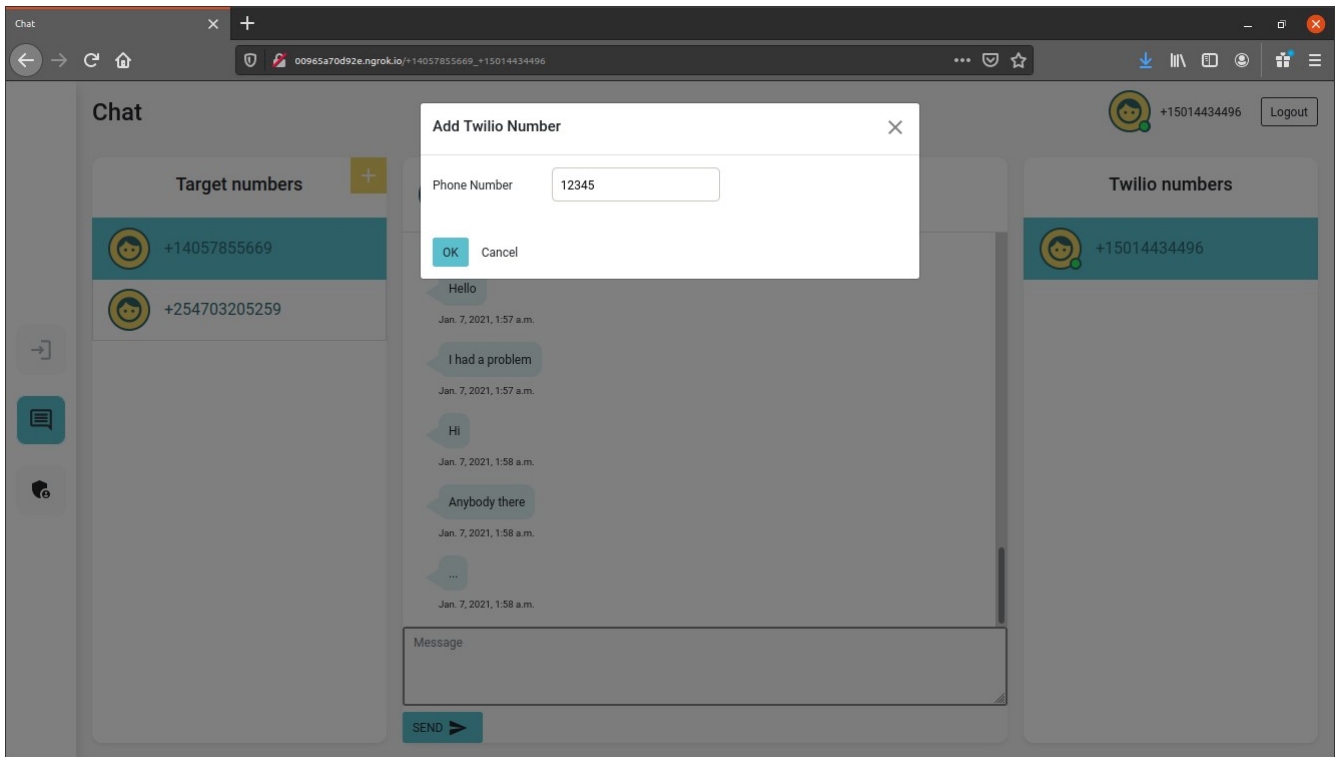 Chat
00965a70d92e.ngrok.io/+14057855669_+15014434496
Chat
+15014434496
Logout
Add Twilio Number
Phone Number
12345
OK
Cancel
Target numbers
+14057855669
+254703205259
Hello
Jan. 7, 2021, 1:57 a.m.
I had a problem
Jan. 7, 2021, 1:57 a.m.
Hi
Jan. 7, 2021, 1:58 a.m.
Anybody there
Jan. 7, 2021, 1:58 a.m.
...
Jan. 7, 2021, 1:58 a.m.
Message
SEND
Twilio numbers
+15014434496